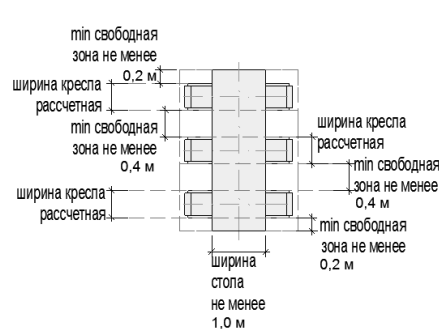 min свободная
зона не менее
0,2 м
ширина кресла
рассчетная
min свободная
зона не менее
0,4 м
ширина кресла
рассчетная
ширина кресла
рассчетная
min свободная
зона не менее
0,4 м
min свободная
зона не менее
0,2 м
ширина
стола
не менее
1,0 м